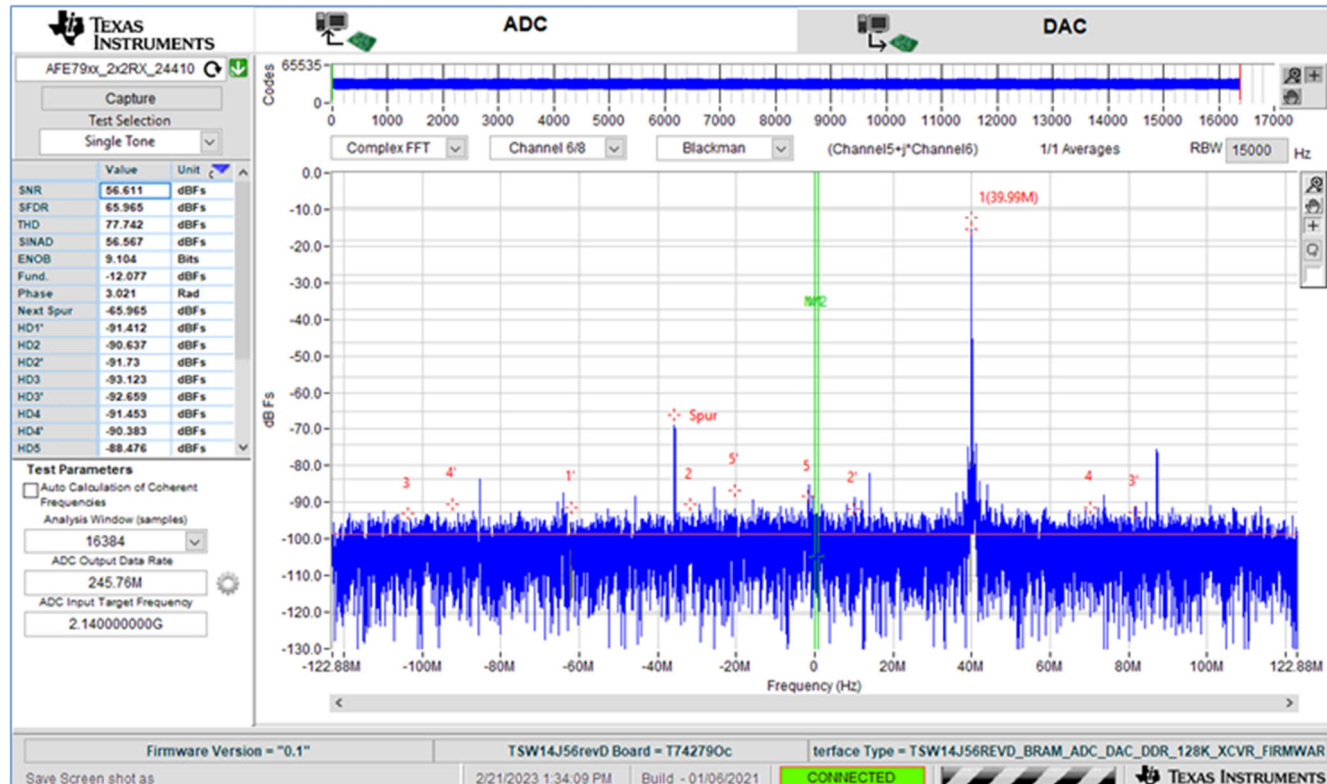 TEXAS INSTRUMENTS
ADC
DAC
AFE79xx_2x2RX_24410
Capture
Test Selection
Single Tone
Value Unit
SNR 56.611 dBFs
SFDR 65.965 dBFs
THD 77.742 dBFs
SINAD 56.567 dBFs
ENOB 9.104 Bits
Fund. -12.077 dBFs
Phase 3.021 Rad
Next Spur -65.965 dBFs
HD1' -91.412 dBFs
HD2 -90.637 dBFs
HD2' -91.73 dBFs
HD3 -93.123 dBFs
HD3' -92.659 dBFs
HD4 -91.453 dBFs
HD4' -90.383 dBFs
HD5 -88.476 dBFs
Test Parameters
Auto Calculation of Coherent
Frequencies
Analysis Window (samples)
16384
ADC Output Data Rate
245.76M
ADC Input Target Frequency
2.140000000G
Codes
65535
0
0 1000 2000 3000 4000 5000 6000 7000 8000 9000 10000 11000 12000 13000 14000 15000 16000 17000
Complex FFT Channel 6/8 Blackman (Channel5+j*Channel6) 1/1 Averages RBW 15000 Hz
dBFs
0.0
-10.0
-20.0
-30.0
-40.0
-50.0
-60.0
-70.0
-80.0
-90.0
-100.0
-110.0
-120.0
-130.0
1(39.99M)
Spur
3 4' 1' 2 5' 5 2' 4 3'
-122.88M -100M -80M -60M -40M -20M 0 20M 40M 60M 80M 100M 122.88M
Frequency (Hz)
Firmware Version = "0.1" TSW14J56revD Board = T74279Oc terface Type = TSW14J56REVD_BRAM_ADC_DAC_DDR_128K_XCVR_FIRMWAR
Save Screen shot as 2/21/2023 1:34:09 PM Build - 01/06/2021 CONNECTED TEXAS INSTRUMENTS